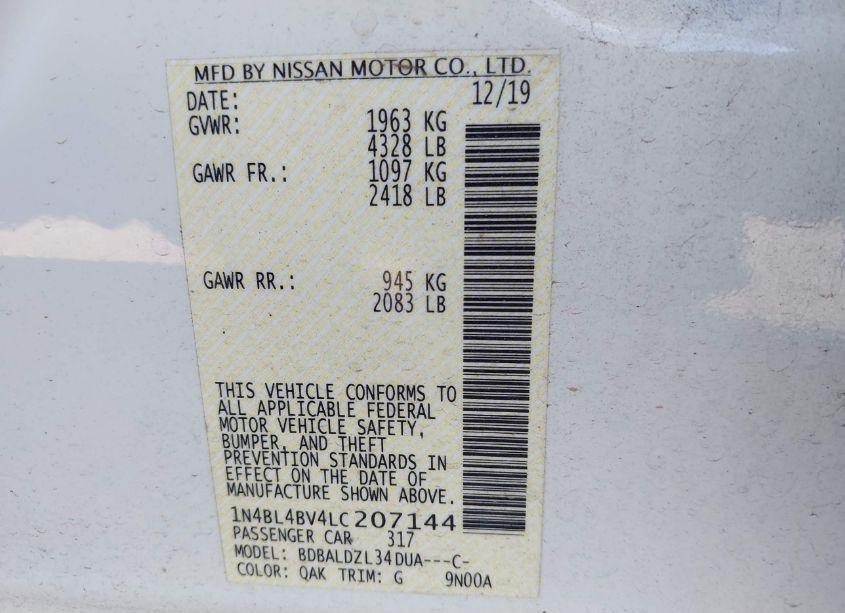 MFD BY NISSAN MOTOR CO., LTD.
DATE: 12/19
GVWR: 1963 KG
4328 LB
GAWR FR.: 1097 KG
2418 LB
GAWR RR.: 945 KG
2083 LB
THIS VEHICLE CONFORMS TO
ALL APPLICABLE FEDERAL
MOTOR VEHICLE SAFETY,
BUMPER, AND THEFT
PREVENTION STANDARDS IN
EFFECT ON THE DATE OF
MANUFACTURE SHOWN ABOVE.
1N4BL4BV4LC207144
PASSENGER CAR 317
MODEL: BDBALDZL34DUA---C-
COLOR: QAK TRIM: G 9N00A